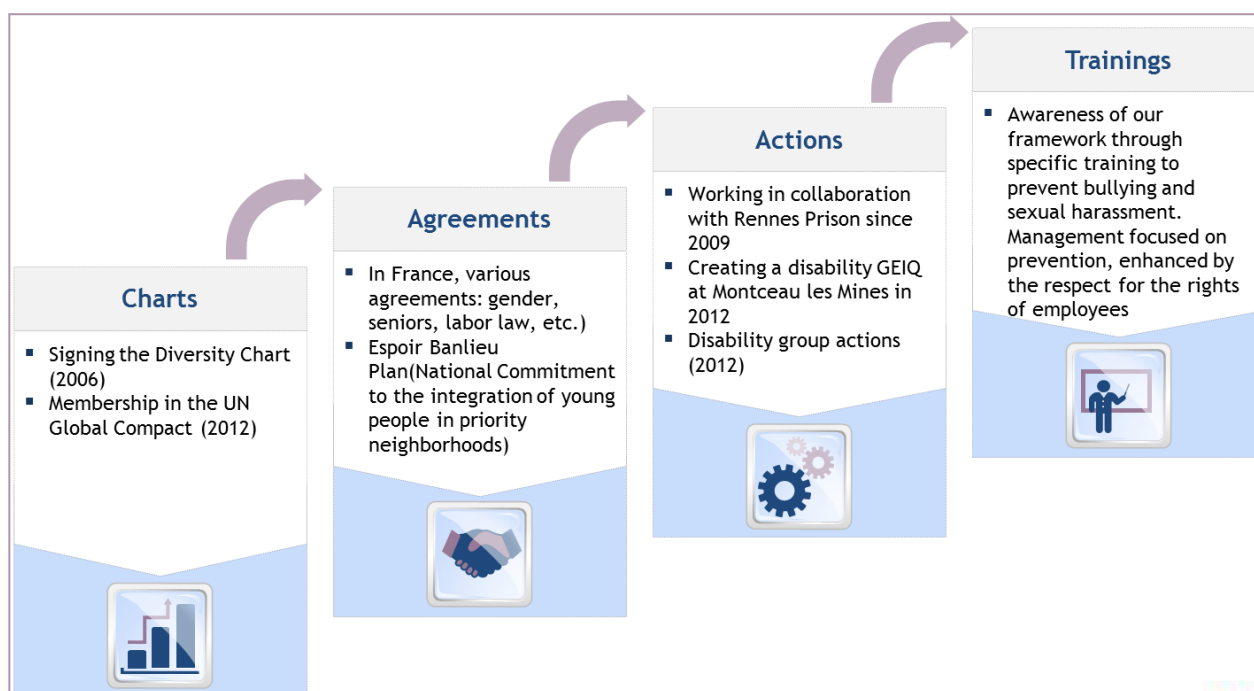 Charts
Signing the Diversity Chart
(2006)
Membership in the UN
Global Compact (2012)
Agreements
In France, various
agreements: gender,
seniors, labor law, etc.)
Espoir Banlieu
Plan(National Commitment
to the integration of young
people in priority
neighborhoods)
Actions
Working in collaboration
with Rennes Prison since
2009
Creating a disability GEIQ
at Montceau les Mines in
2012
Disability group actions
(2012)
Trainings
Awareness of our
framework through
specific training to
prevent bullying and
sexual harassment.
Management focused on
prevention, enhanced by
the respect for the rights
of employees